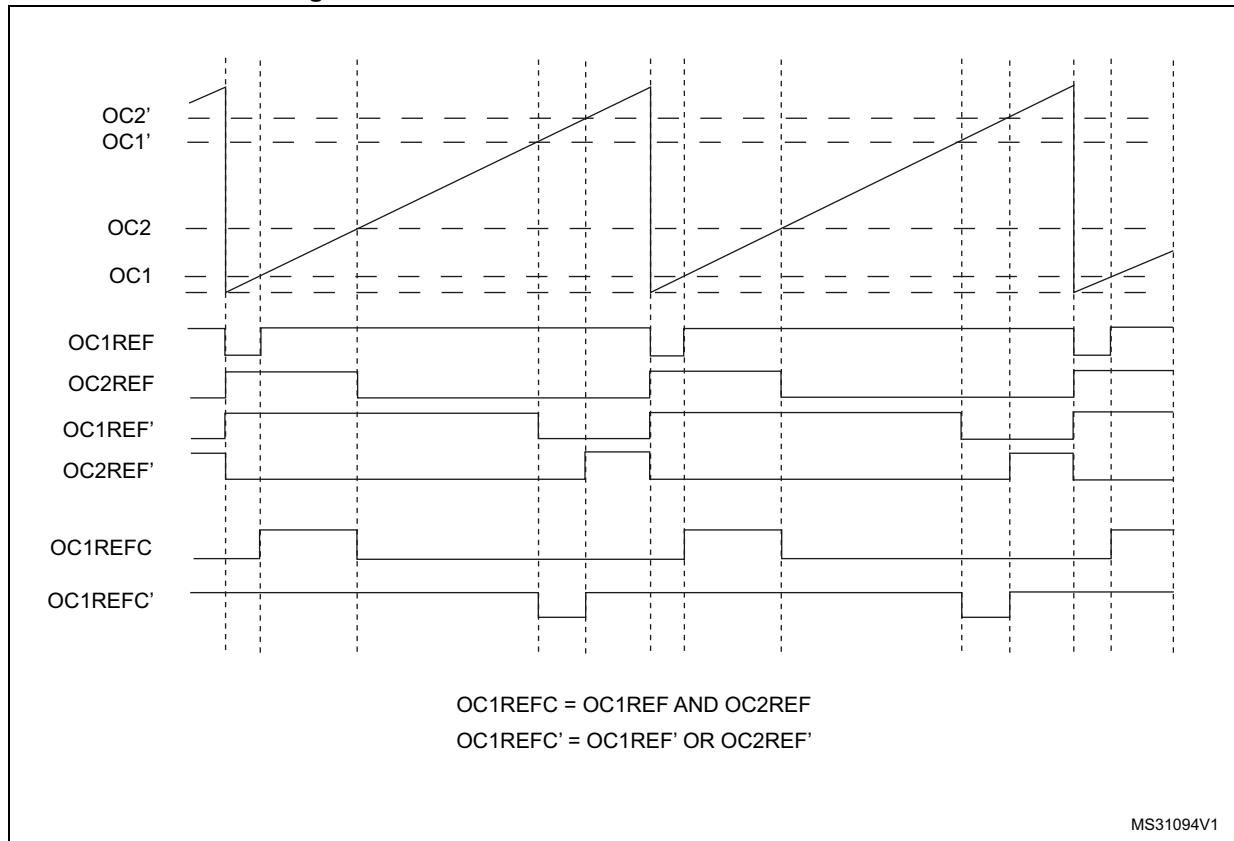 OC2’
OC1’
OC2
OC1
OC1REF
OC2REF
OC1REF’
OC2REF’
OC1REFC
OC1REFC’
OC1REFC = OC1REF AND OC2REF
OC1REFC’ = OC1REF’ OR OC2REF’
MS31094V1